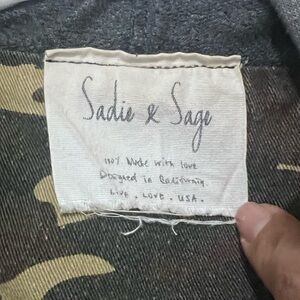 Sadie & Sage
100% Made with love
Designed in California
Live . Love . USA .